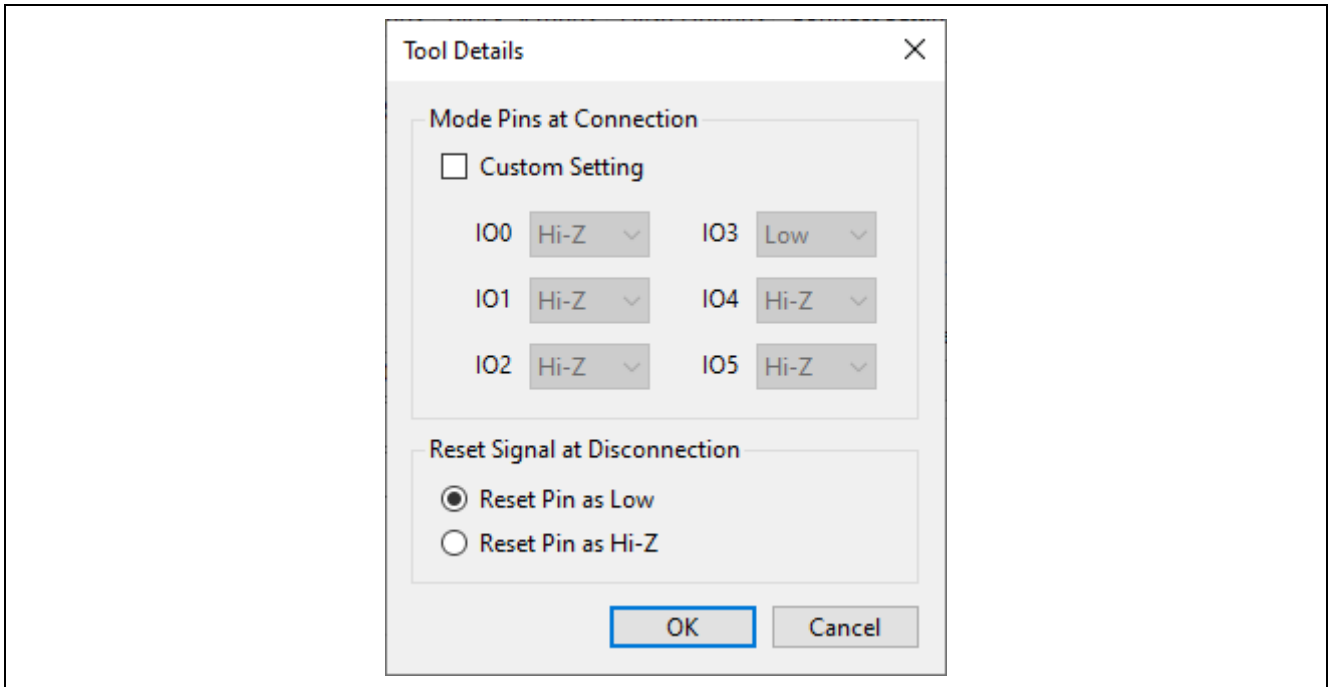 Tool Details
Mode Pins at Connection
Custom Setting
IO0 Hi-Z IO3 Low
IO1 Hi-Z IO4 Hi-Z
IO2 Hi-Z IO5 Hi-Z
Reset Signal at Disconnection
Reset Pin as Low
Reset Pin as Hi-Z
OK Cancel